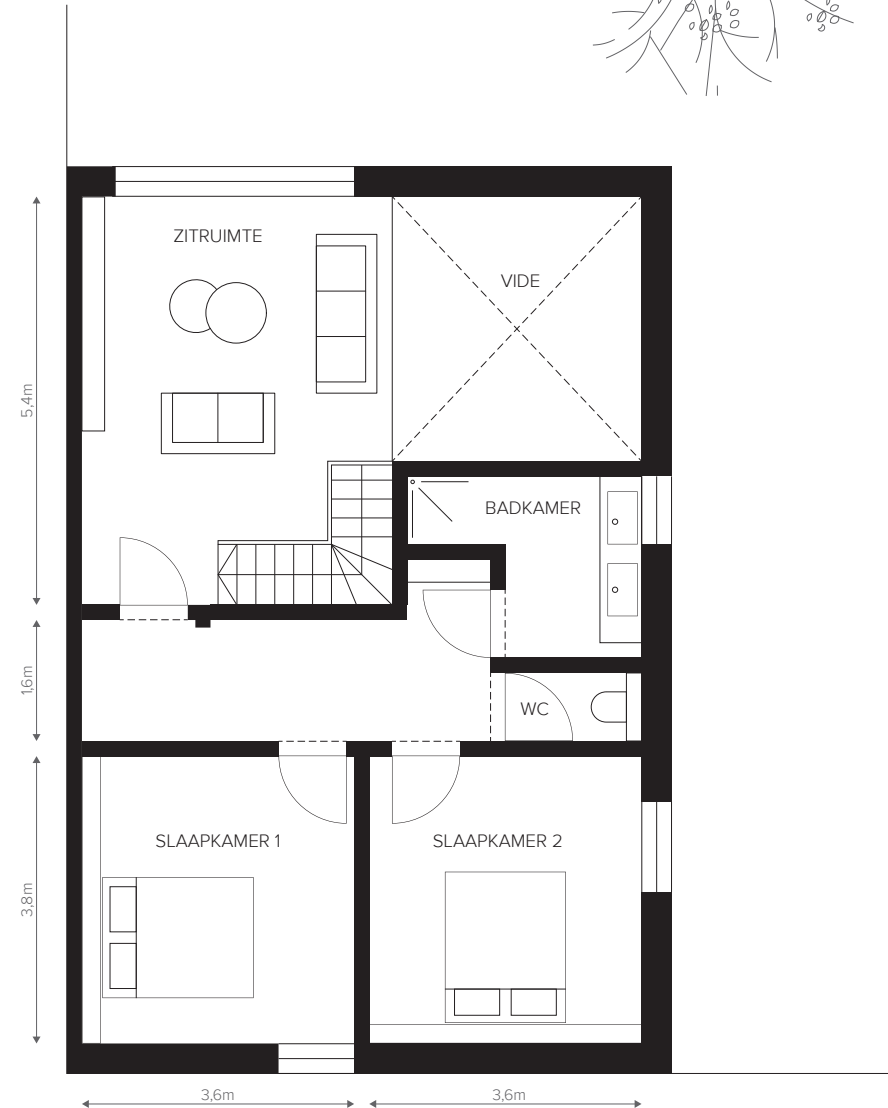 ZITRUIMTE
VIDE
5,4m
BADKAMER
1,6m
WC
SLAAPKAMER 1
SLAAPKAMER 2
3,8m
3,6m
3,6m